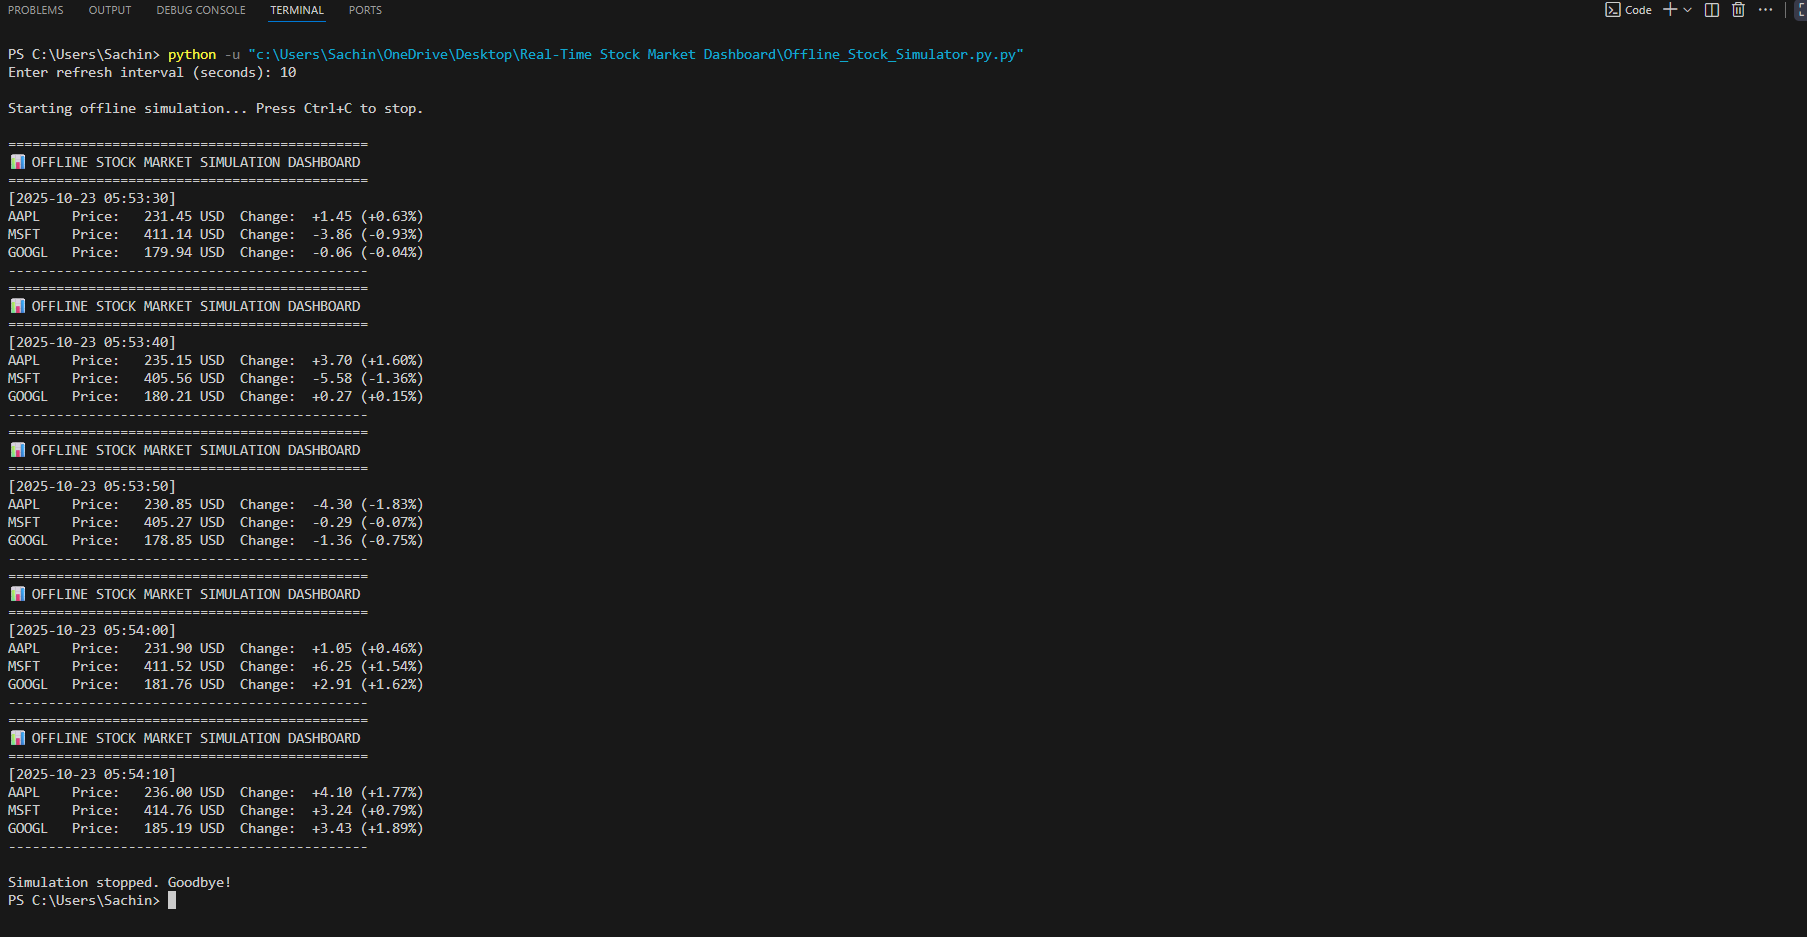 PROBLEMS OUTPUT DEBUG CONSOLE TERMINAL PORTS Code
PS C:\Users\Sachin> python -u "c:\Users\Sachin\OneDrive\Desktop\Real-Time Stock Market Dashboard\Offline_Stock_Simulator.py.py"
Enter refresh interval (seconds): 10
Starting offline simulation... Press Ctrl+C to stop.
=============================================
📊 OFFLINE STOCK MARKET SIMULATION DASHBOARD
=============================================
[2025-10-23 05:53:30]
AAPL    Price:   231.45 USD  Change:  +1.45 (+0.63%)
MSFT    Price:   411.14 USD  Change:  -3.86 (-0.93%)
GOOGL   Price:   179.94 USD  Change:  -0.06 (-0.04%)
---------------------------------------------
=============================================
📊 OFFLINE STOCK MARKET SIMULATION DASHBOARD
=============================================
[2025-10-23 05:53:40]
AAPL    Price:   235.15 USD  Change:  +3.70 (+1.60%)
MSFT    Price:   405.56 USD  Change:  -5.58 (-1.36%)
GOOGL   Price:   180.21 USD  Change:  +0.27 (+0.15%)
---------------------------------------------
=============================================
📊 OFFLINE STOCK MARKET SIMULATION DASHBOARD
=============================================
[2025-10-23 05:53:50]
AAPL    Price:   230.85 USD  Change:  -4.30 (-1.83%)
MSFT    Price:   405.27 USD  Change:  -0.29 (-0.07%)
GOOGL   Price:   178.85 USD  Change:  -1.36 (-0.75%)
---------------------------------------------
=============================================
📊 OFFLINE STOCK MARKET SIMULATION DASHBOARD
=============================================
[2025-10-23 05:54:00]
AAPL    Price:   231.90 USD  Change:  +1.05 (+0.46%)
MSFT    Price:   411.52 USD  Change:  +6.25 (+1.54%)
GOOGL   Price:   181.76 USD  Change:  +2.91 (+1.62%)
---------------------------------------------
=============================================
📊 OFFLINE STOCK MARKET SIMULATION DASHBOARD
=============================================
[2025-10-23 05:54:10]
AAPL    Price:   236.00 USD  Change:  +4.10 (+1.77%)
MSFT    Price:   414.76 USD  Change:  +3.24 (+0.79%)
GOOGL   Price:   185.19 USD  Change:  +3.43 (+1.89%)
---------------------------------------------
Simulation stopped. Goodbye!
PS C:\Users\Sachin>